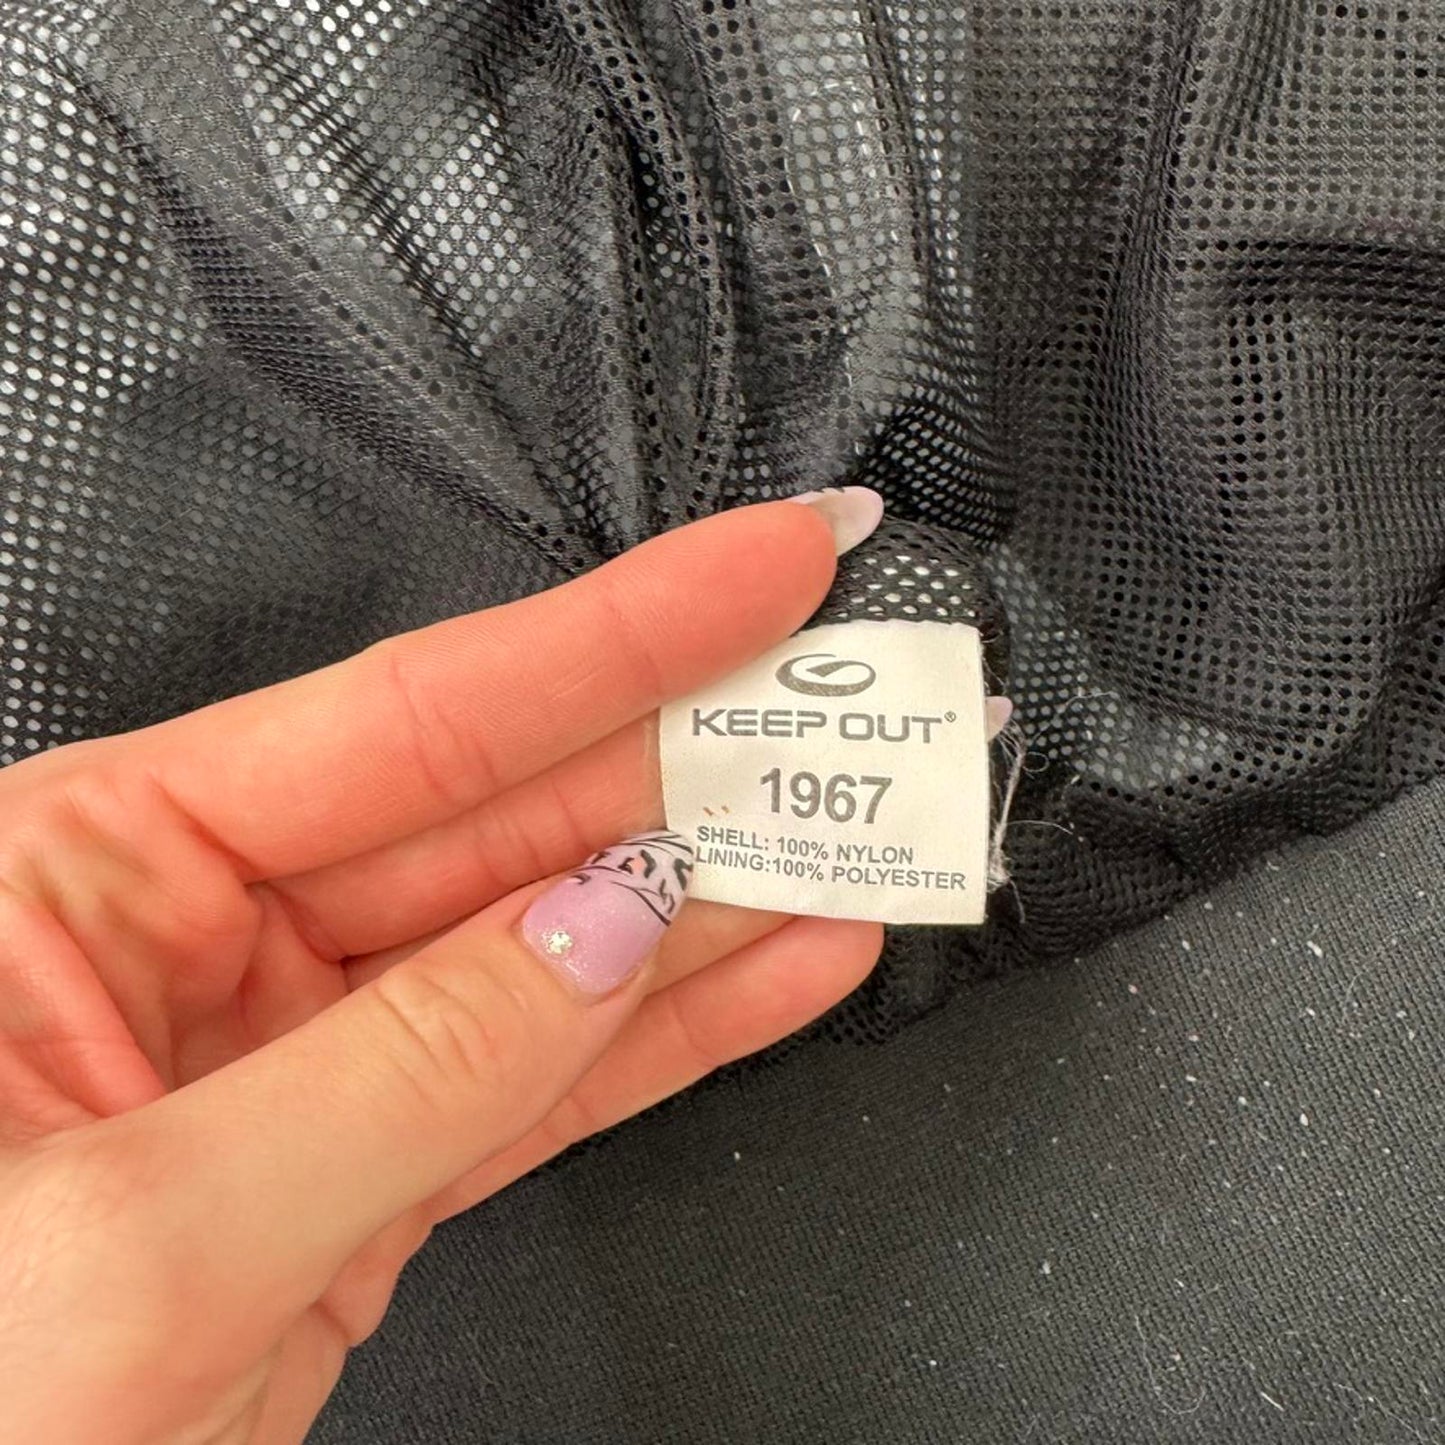 KEEP OUT®
1967
SHELL: 100% NYLON
LINING:100% POLYESTER